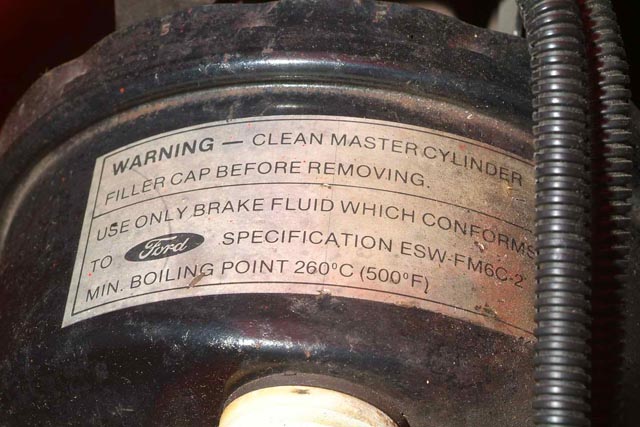 WARNING — CLEAN MASTER CYLINDER
FILLER CAP BEFORE REMOVING.
USE ONLY BRAKE FLUID WHICH CONFORMS
TO Ford SPECIFICATION ESW-FM6C-2
MIN. BOILING POINT 260°C (500°F)